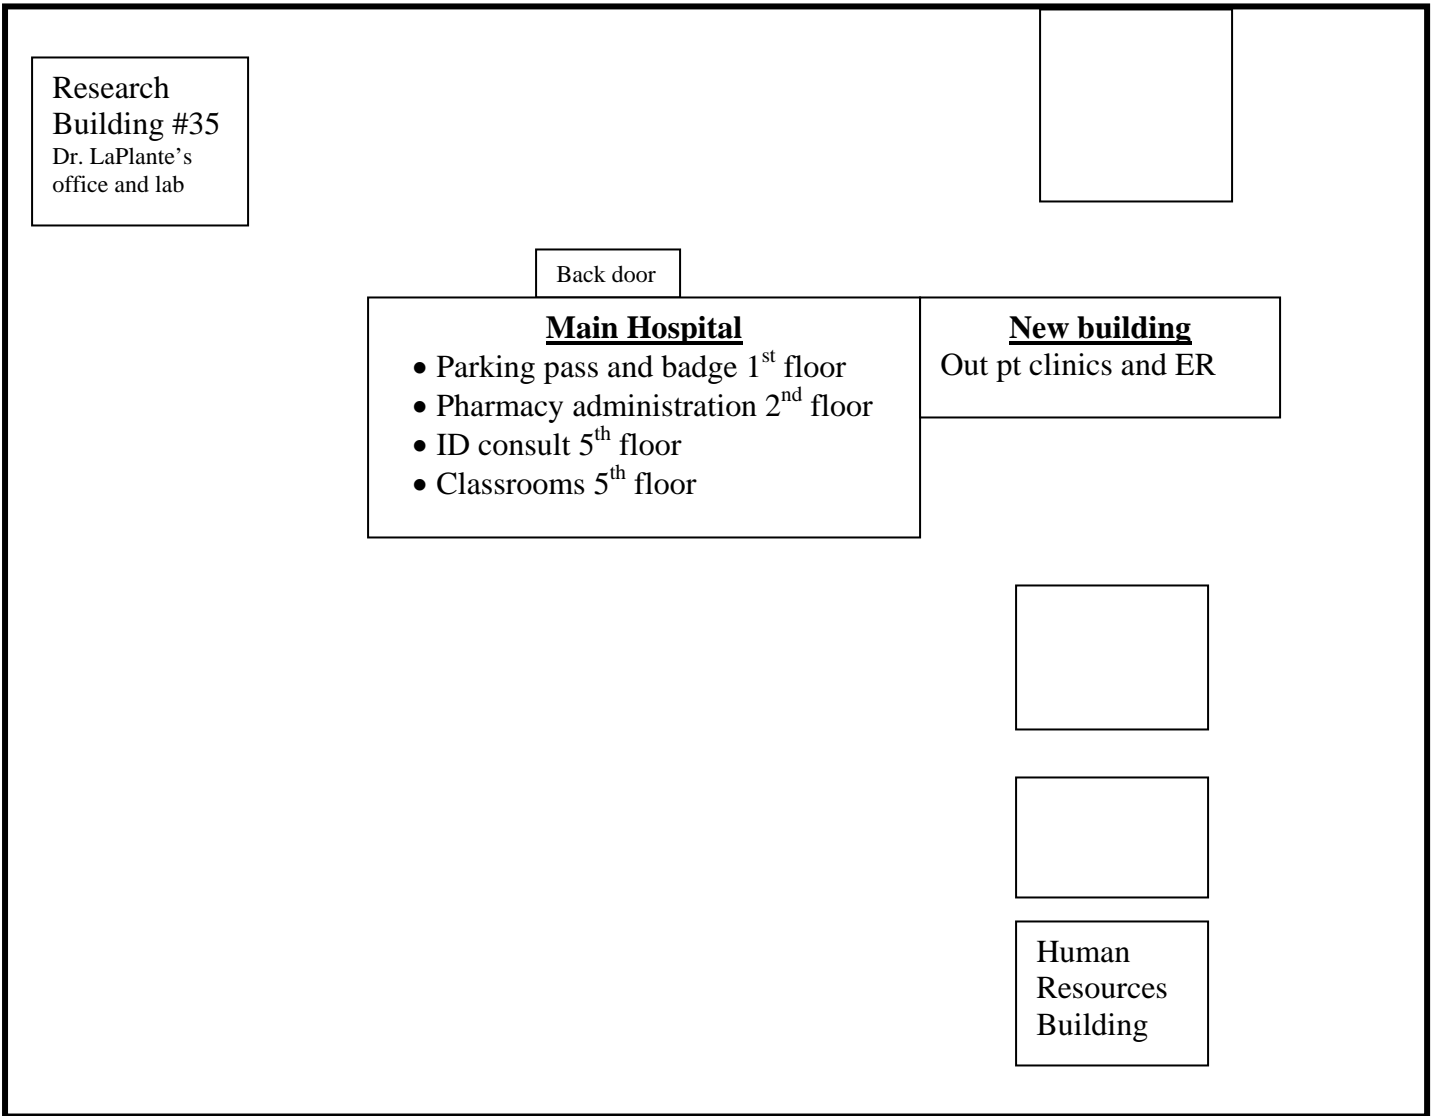 Research
Building #35
Dr. LaPlante’s
office and lab
Back door
Main Hospital
• Parking pass and badge 1st floor
• Pharmacy administration 2nd floor
• ID consult 5th floor
• Classrooms 5th floor
New building
Out pt clinics and ER
Human
Resources
Building